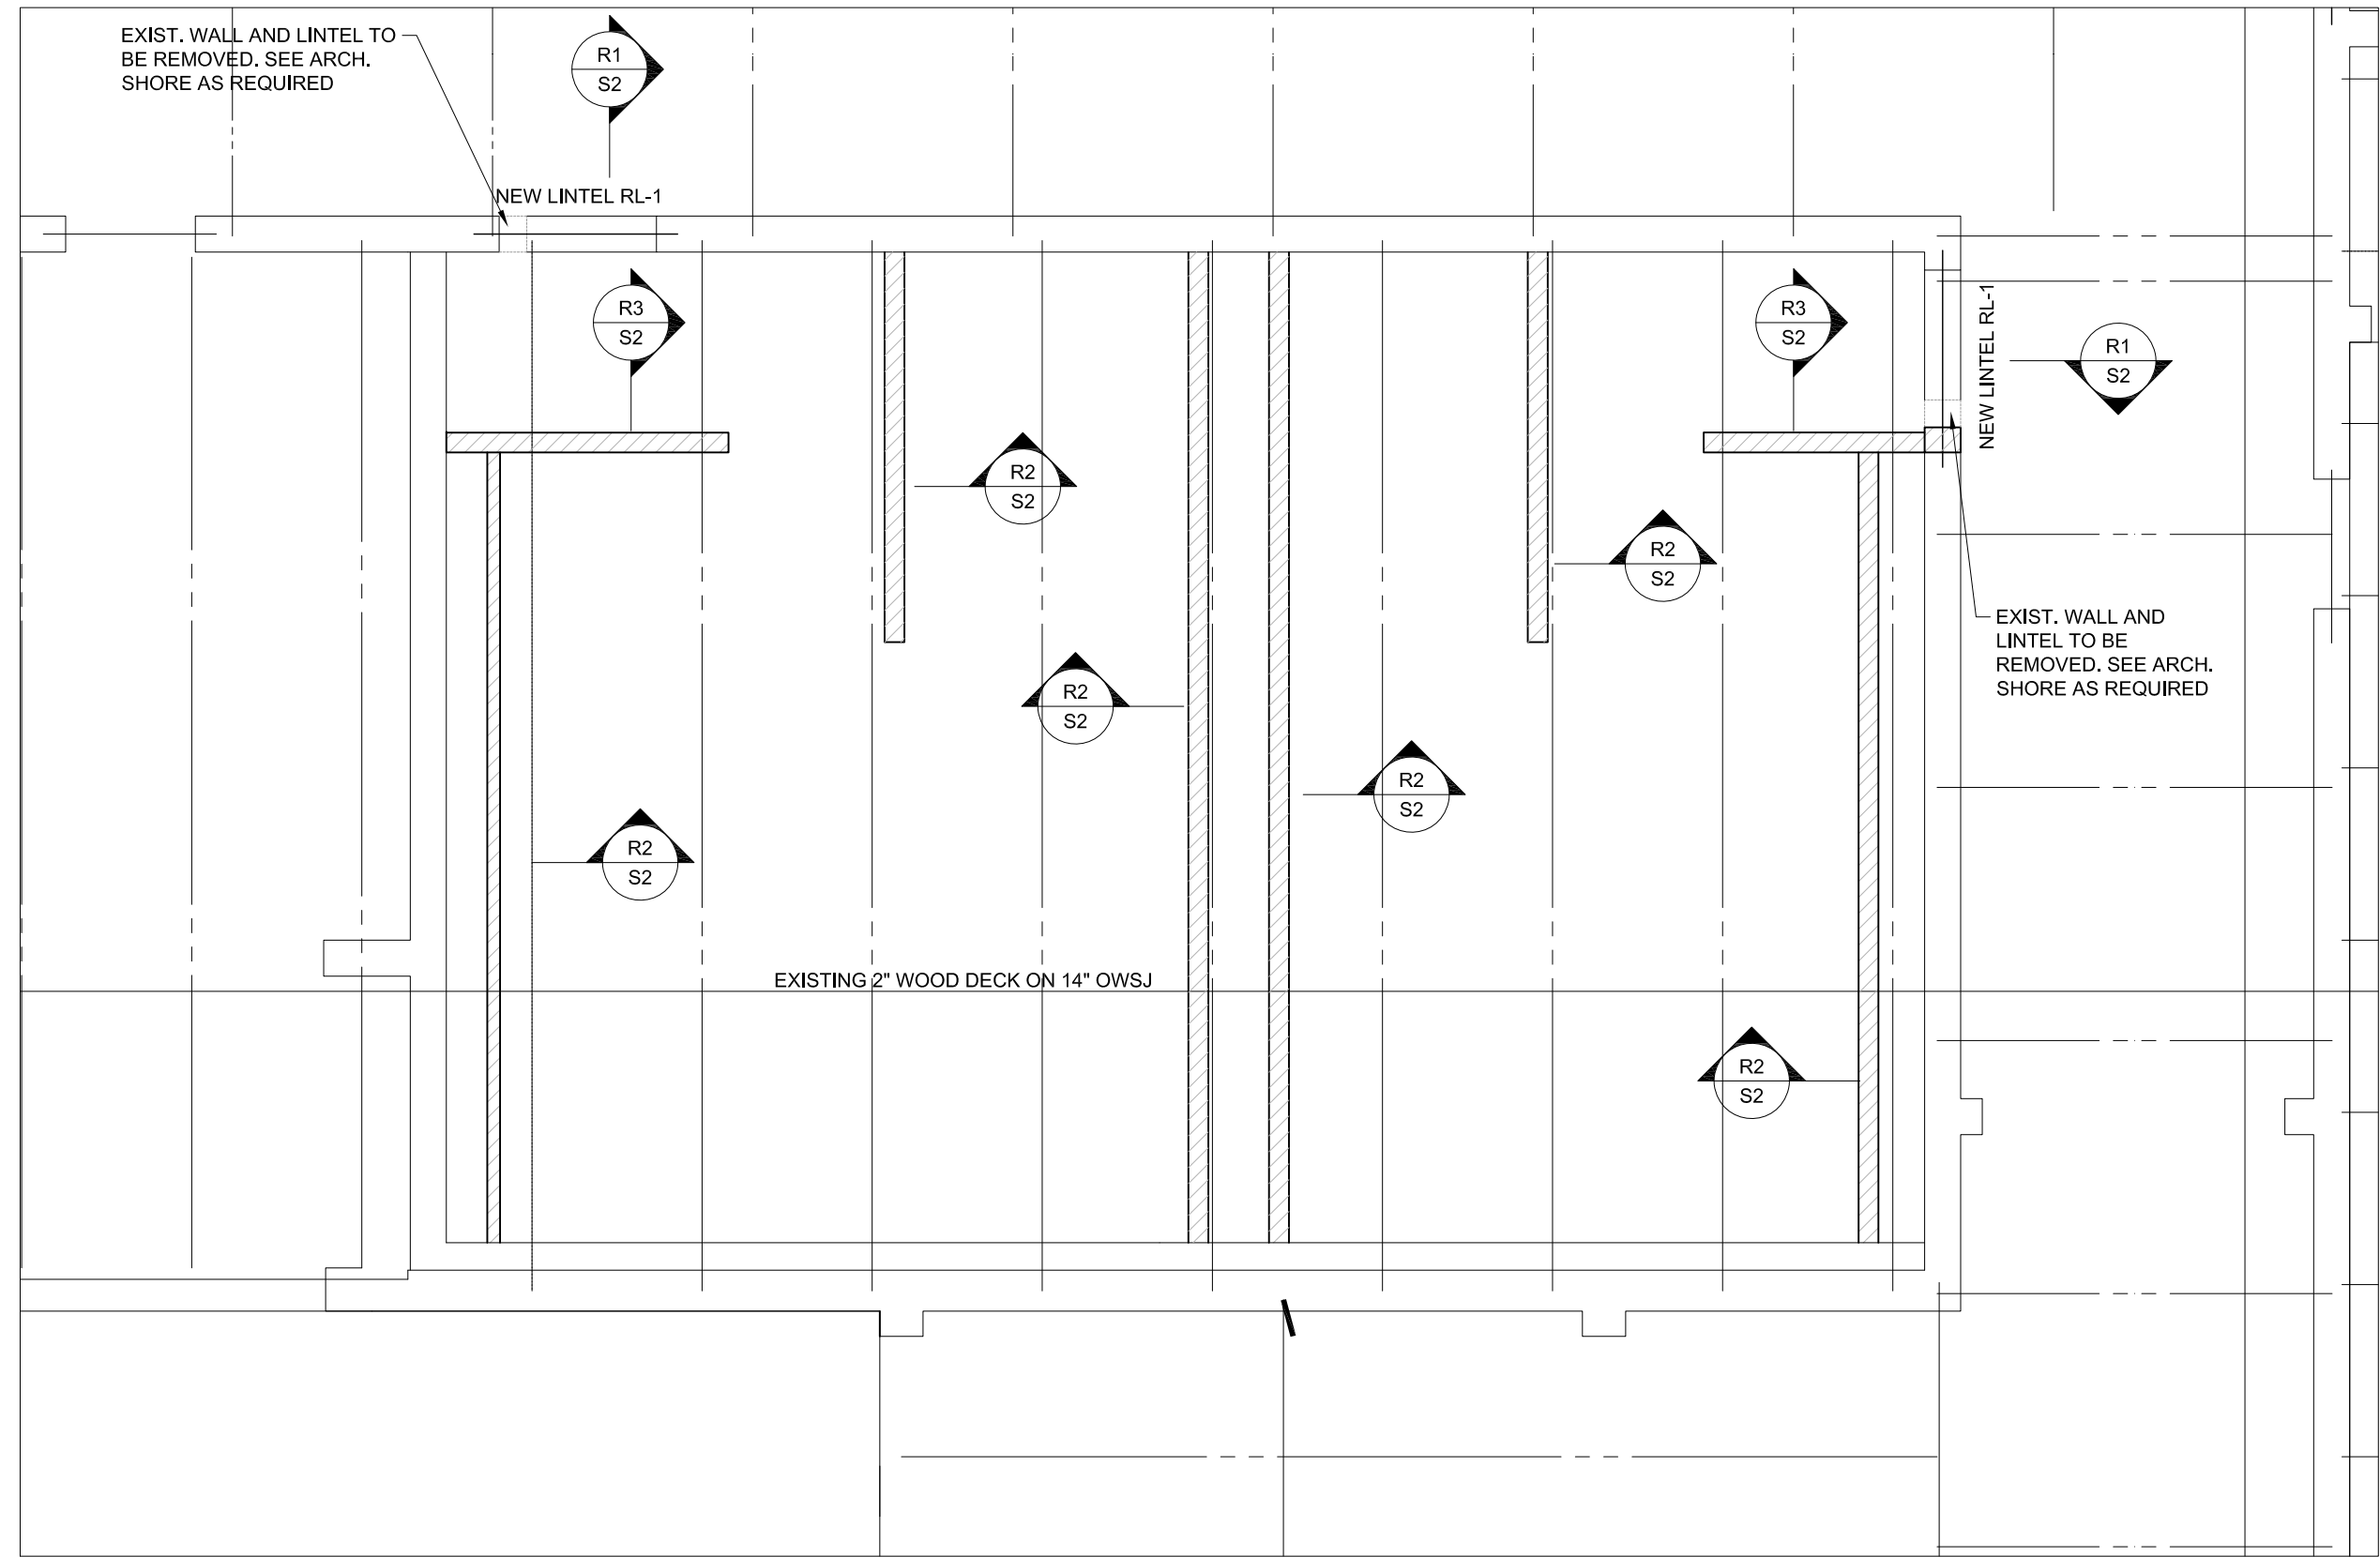 EXIST. WALL AND LINTEL TO
BE REMOVED. SEE ARCH.
SHORE AS REQUIRED
R1
S2
NEW LINTEL RL-1
R3
S2
R3
S2
NEW LINTEL RL-1
R1
S2
R2
S2
R2
S2
EXIST. WALL AND
LINTEL TO BE
REMOVED. SEE ARCH.
SHORE AS REQUIRED
R2
S2
R2
S2
R2
S2
EXISTING 2" WOOD DECK ON 14" OWSJ
R2
S2